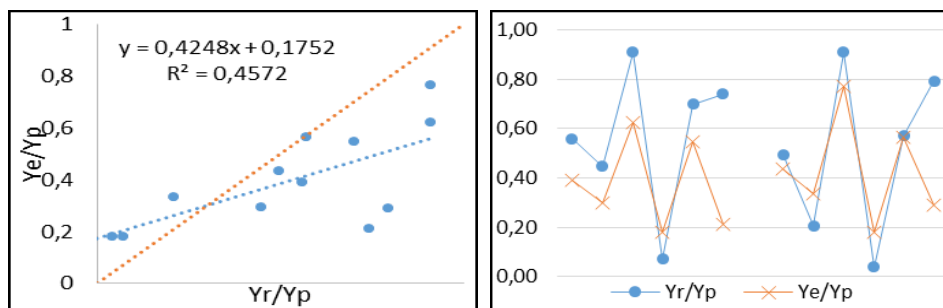 1
y = 0,4248x + 0,1752
R² = 0,4572
0,8
0,6
0,4
0,2
0
Ye/Yp
Yr/Yp
1,00
0,80
0,60
0,40
0,20
0,00
Yr/Yp
Ye/Yp